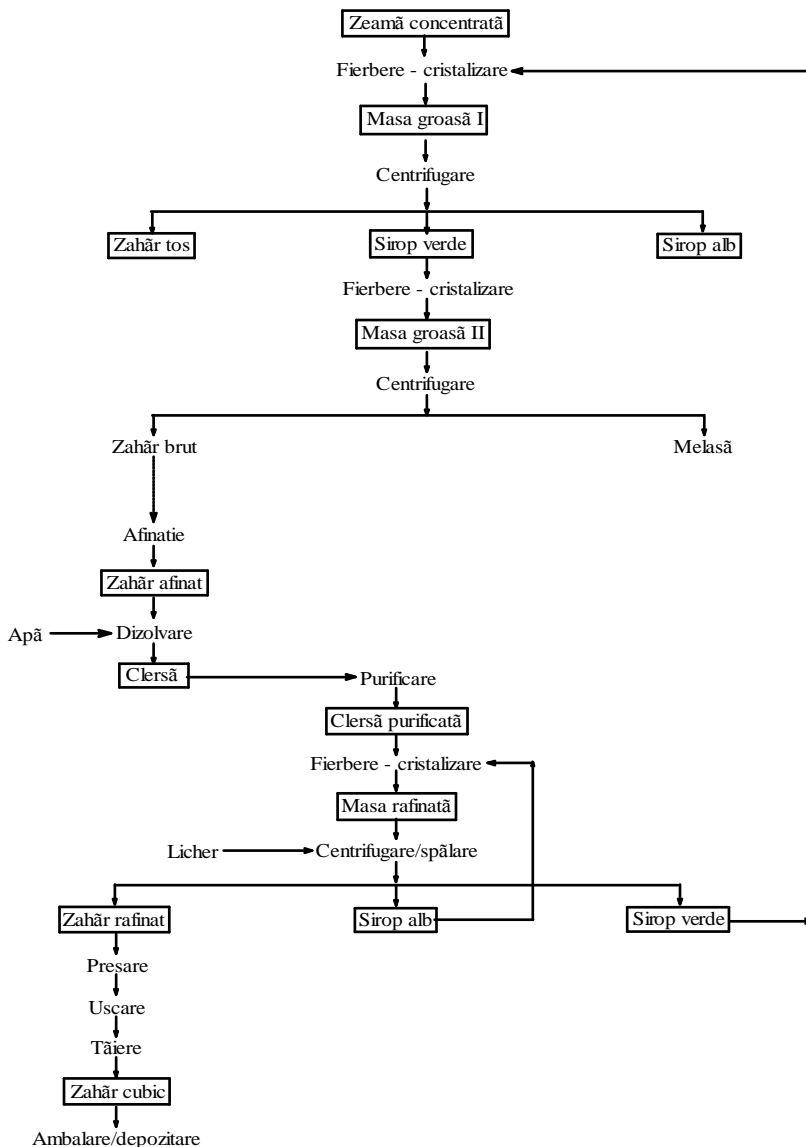 Zeamã concentratã
Fierbere - cristalizare
Masa groasã I
Centrifugare
Zahãr tos
Sirop verde
Sirop alb
Fierbere - cristalizare
Masa groasã II
Centrifugare
Zahãr brut
Melasã
Afinatie
Zahãr afinat
Apã
Dizolvare
Clersã
Purificare
Clersã purificatã
Fierbere - cristalizare
Masa rafinatã
Licher
Centrifugare/spãlare
Zahãr rafinat
Sirop alb
Sirop verde
Presare
Uscare
Tãiere
Zahãr cubic
Ambalare/depozitare